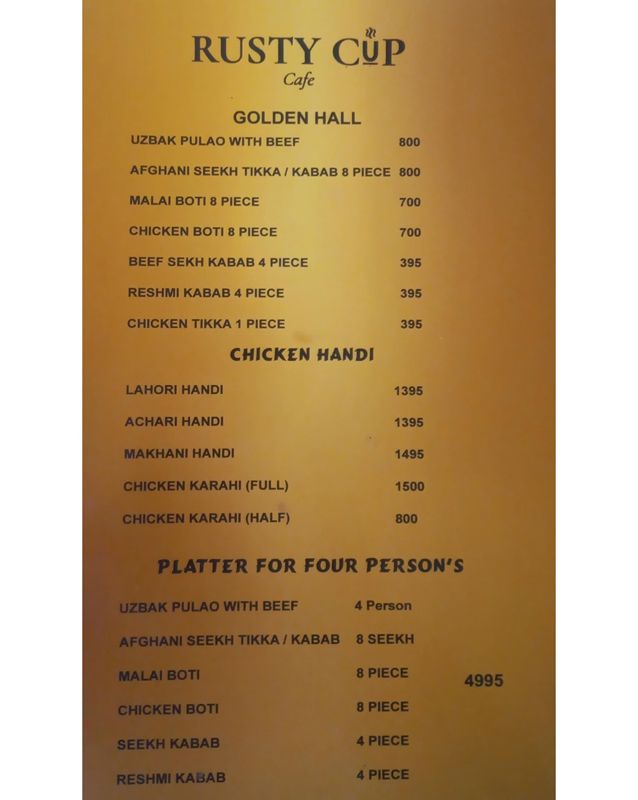 RUSTY CUP
Cafe
GOLDEN HALL
UZBAK PULAO WITH BEEF 800
AFGHANI SEEKH TIKKA / KABAB 8 PIECE 800
MALAI BOTI 8 PIECE 700
CHICKEN BOTI 8 PIECE 700
BEEF SEKH KABAB 4 PIECE 395
RESHMI KABAB 4 PIECE 395
CHICKEN TIKKA 1 PIECE 395
CHICKEN HANDI
LAHORI HANDI 1395
ACHARI HANDI 1395
MAKHANI HANDI 1495
CHICKEN KARAHI (FULL) 1500
CHICKEN KARAHI (HALF) 800
PLATTER FOR FOUR PERSON'S
UZBAK PULAO WITH BEEF 4 Person
AFGHANI SEEKH TIKKA / KABAB 8 SEEKH
MALAI BOTI 8 PIECE 4995
CHICKEN BOTI 8 PIECE
SEEKH KABAB 4 PIECE
RESHMI KABAB 4 PIECE